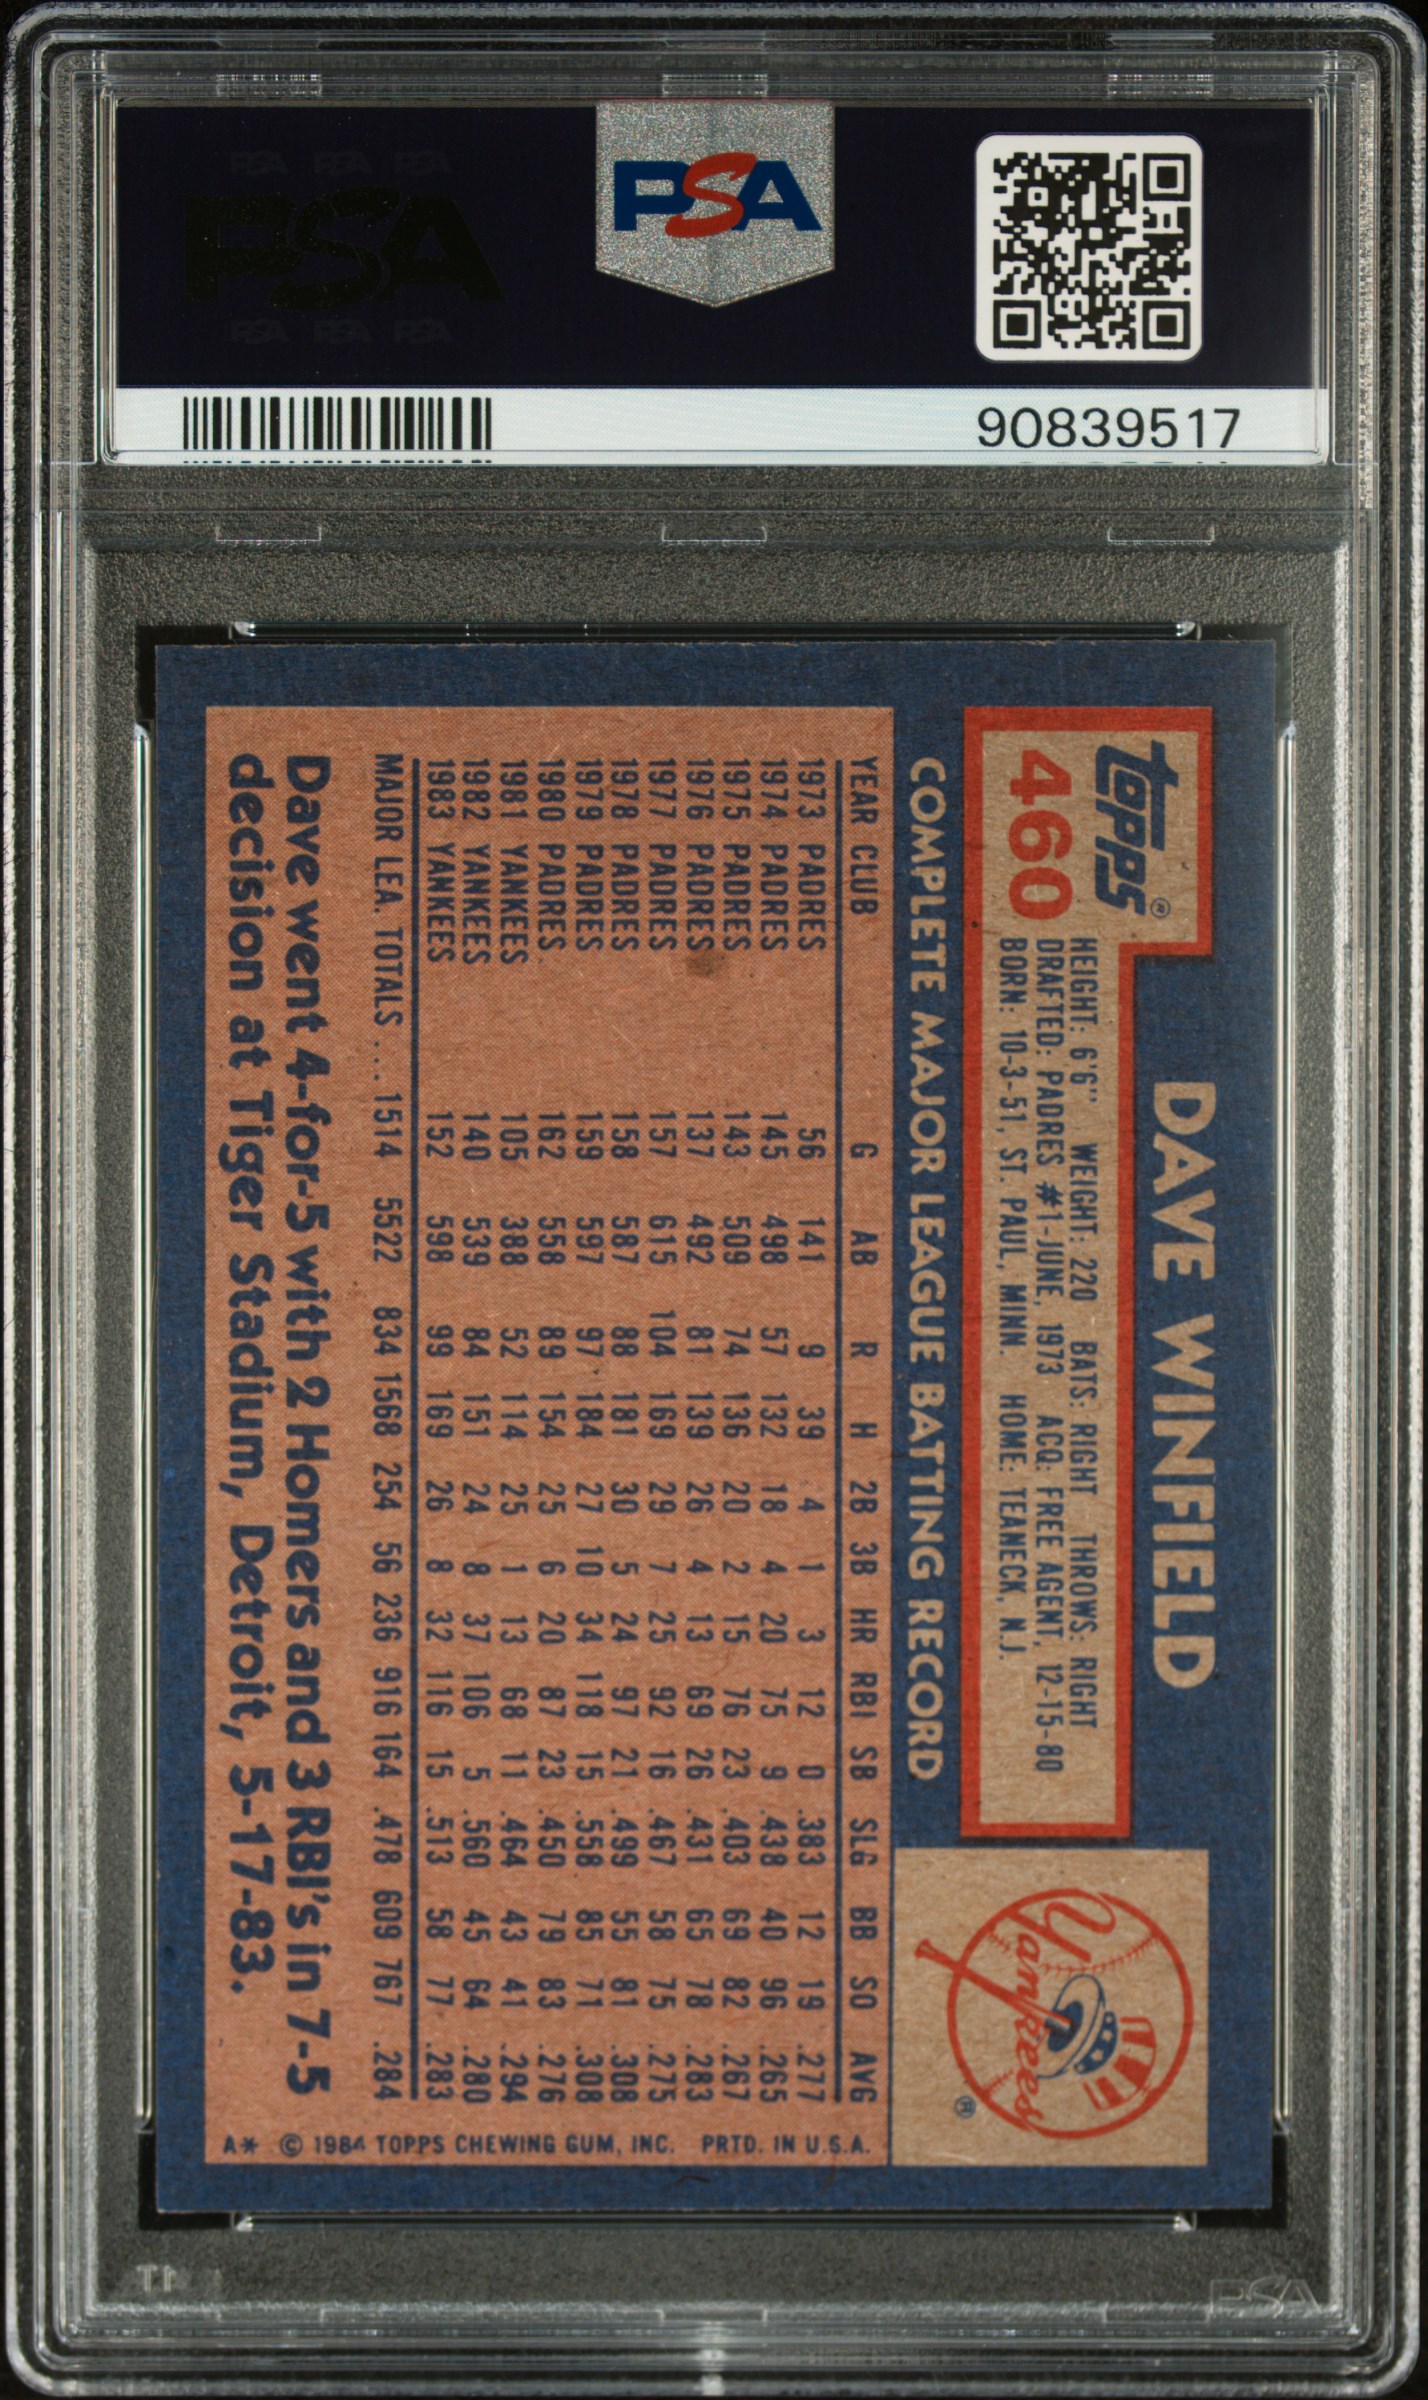 PSA PSA PSA
PSA
PSA PSA PSA
PSA
90839517
topps®
460
DAVE WINFIELD
HEIGHT: 6'6" WEIGHT: 220 BATS: RIGHT THROWS: RIGHT
DRAFTED: PADRES #1-JUNE, 1973 ACQ: FREE AGENT, 12-15-80
BORN: 10-3-51, ST. PAUL, MINN. HOME: TEANECK, N.J.
Yankees ®
COMPLETE MAJOR LEAGUE BATTING RECORD
YEAR CLUB G AB R H 2B 3B HR RBI SB SLG BB SO AVG
1973 PADRES 56 141 9 39 4 1 3 12 0 .383 12 19 .277
1974 PADRES 145 498 57 132 18 4 20 75 9 .438 40 96 .265
1975 PADRES 143 509 74 136 20 2 15 76 23 .403 69 82 .267
1976 PADRES 137 492 81 139 26 4 13 69 26 .431 65 78 .283
1977 PADRES 157 615 104 169 29 7 25 92 16 .467 58 75 .275
1978 PADRES 158 587 88 181 30 5 24 97 21 .499 55 81 .308
1979 PADRES 159 597 97 184 27 10 34 118 15 .558 85 71 .308
1980 PADRES 162 558 89 154 25 6 20 87 23 .450 79 83 .276
1981 YANKEES 105 388 52 114 25 1 13 68 11 .464 43 41 .294
1982 YANKEES 140 539 84 151 24 8 37 106 5 .560 45 64 .280
1983 YANKEES 152 598 99 169 26 8 32 116 15 .513 58 77 .283
MAJOR LEA. TOTALS ... 1514 5522 834 1568 254 56 236 916 164 .478 609 767 .284
Dave went 4-for-5 with 2 Homers and 3 RBI's in 7-5
decision at Tiger Stadium, Detroit, 5-17-83.
A* © 1984 TOPPS CHEWING GUM, INC. PRTD. IN U.S.A.
PSA